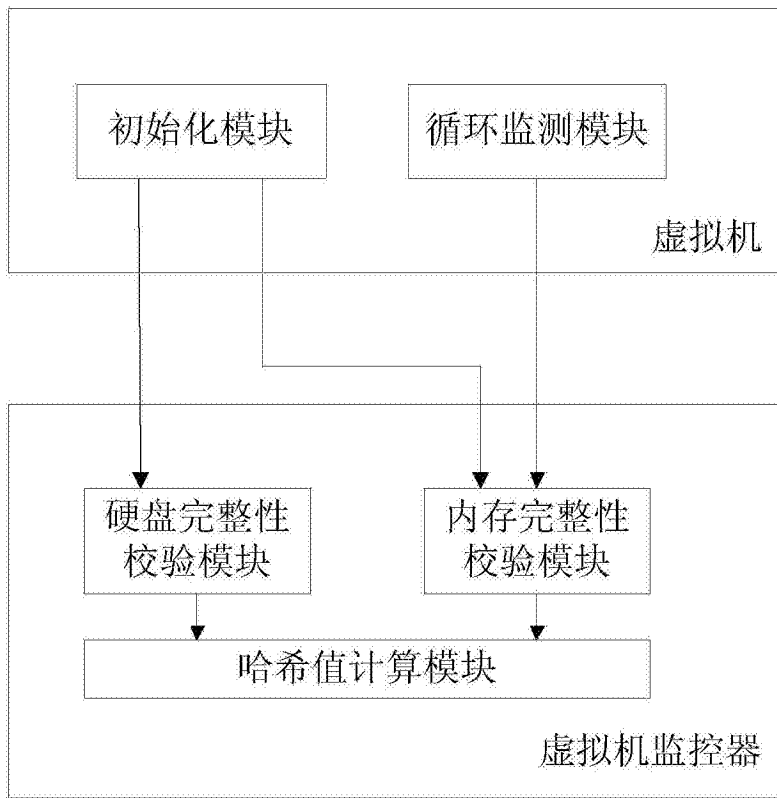 初始化模块
循环监测模块
虚拟机
硬盘完整性
校验模块
内存完整性
校验模块
哈希值计算模块
虚拟机监控器